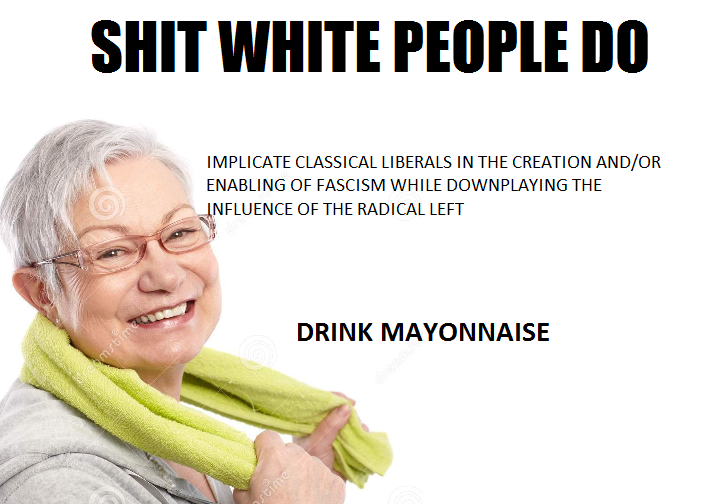 SHIT WHITE PEOPLE DO
IMPLICATE CLASSICAL LIBERALS IN THE CREATION AND/OR
ENABLING OF FASCISM WHILE DOWNPLAYING THE
INFLUENCE OF THE RADICAL LEFT
DRINK MAYONNAISE